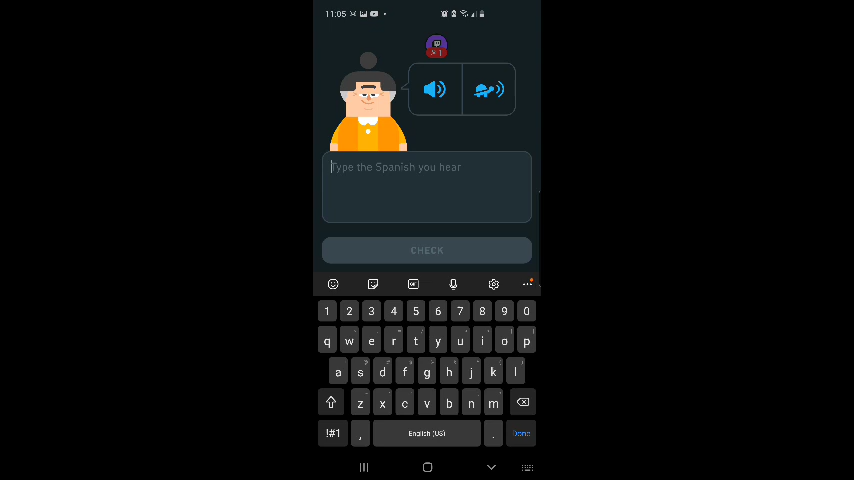 11:05
Type the Spanish you hear
CHECK
GIF
1 2 3 4 5 6 7 8 9 0
q w e r t y u i o p
a s d f g h j k l
z x c v b n m
!#1 , English (US) . Done